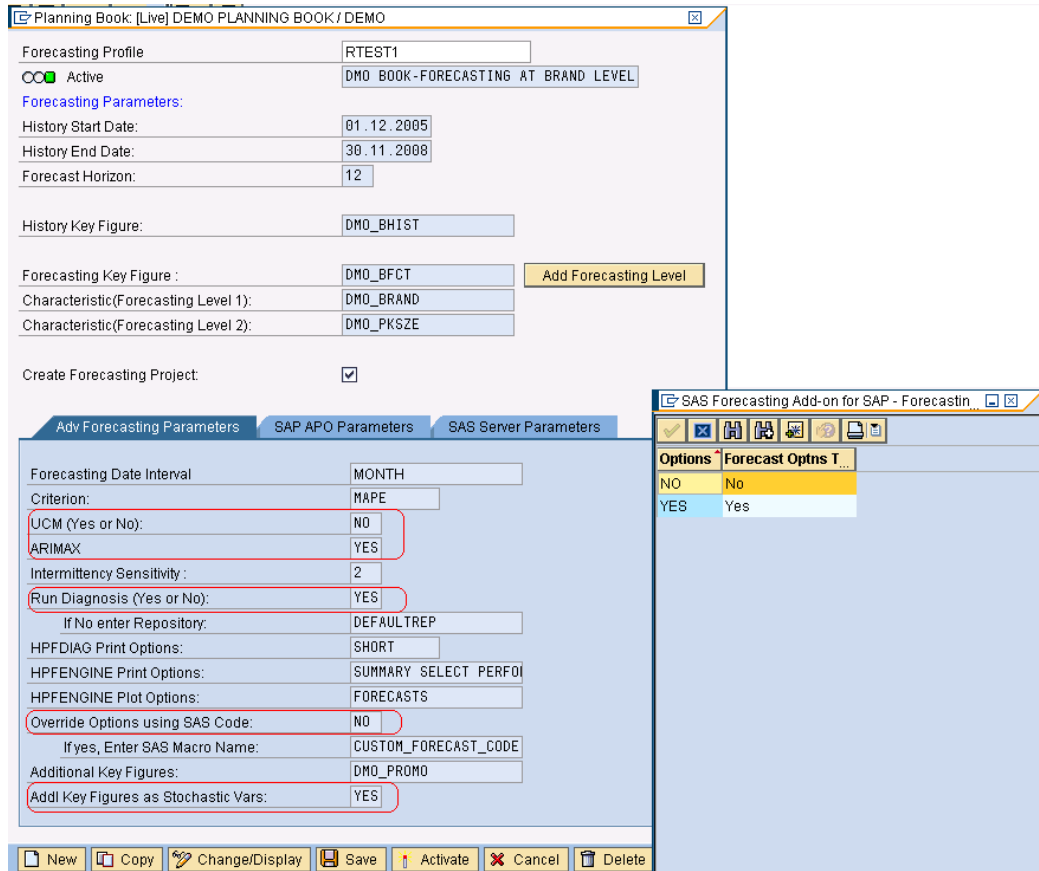 Planning Book: [Live] DEMO PLANNING BOOK / DEMO
Forecasting Profile RTEST1
Active DMO BOOK-FORECASTING AT BRAND LEVEL
Forecasting Parameters:
History Start Date: 01.12.2005
History End Date: 30.11.2008
Forecast Horizon: 12
History Key Figure: DMO_BHIST
Forecasting Key Figure : DMO_BFCT Add Forecasting Level
Characteristic(Forecasting Level 1): DMO_BRAND
Characteristic(Forecasting Level 2): DMO_PKSZE
Create Forecasting Project:
Adv Forecasting Parameters SAP APO Parameters SAS Server Parameters
Forecasting Date Interval MONTH
Criterion: MAPE
UCM (Yes or No): NO
ARIMAX YES
Intermittency Sensitivity : 2
Run Diagnosis (Yes or No): YES
If No enter Repository: DEFAULTREP
HPFDIAG Print Options: SHORT
HPFENGINE Print Options: SUMMARY SELECT PERFO
HPFENGINE Plot Options: FORECASTS
Override Options using SAS Code: NO
If yes, Enter SAS Macro Name: CUSTOM_FORECAST_CODE
Additional Key Figures: DMO_PROMO
Addl Key Figures as Stochastic Vars: YES
New Copy Change/Display Save Activate Cancel Delete
SAS Forecasting Add-on for SAP - Forecastin...
Options Forecast Optns T...
NO No
YES Yes